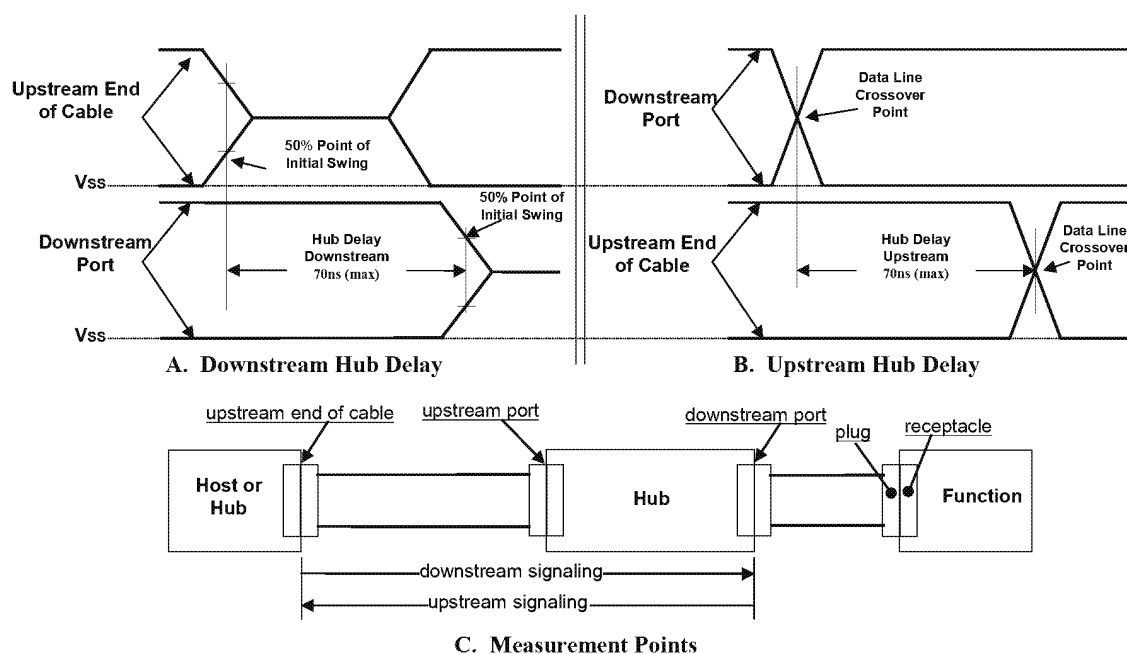 Upstream End
of Cable
50% Point of
Initial Swing
Vss
50% Point of
Initial Swing
Downstream
Port
Hub Delay
Downstream
70ns (max)
Vss
A. Downstream Hub Delay
Downstream
Port
Data Line
Crossover
Point
Upstream End
of Cable
Hub Delay
Upstream
70ns (max)
Data Line
Crossover
Point
B. Upstream Hub Delay
upstream end of cable
upstream port
downstream port
plug
receptacle
Host or
Hub
Hub
Function
downstream signaling
upstream signaling
C. Measurement Points